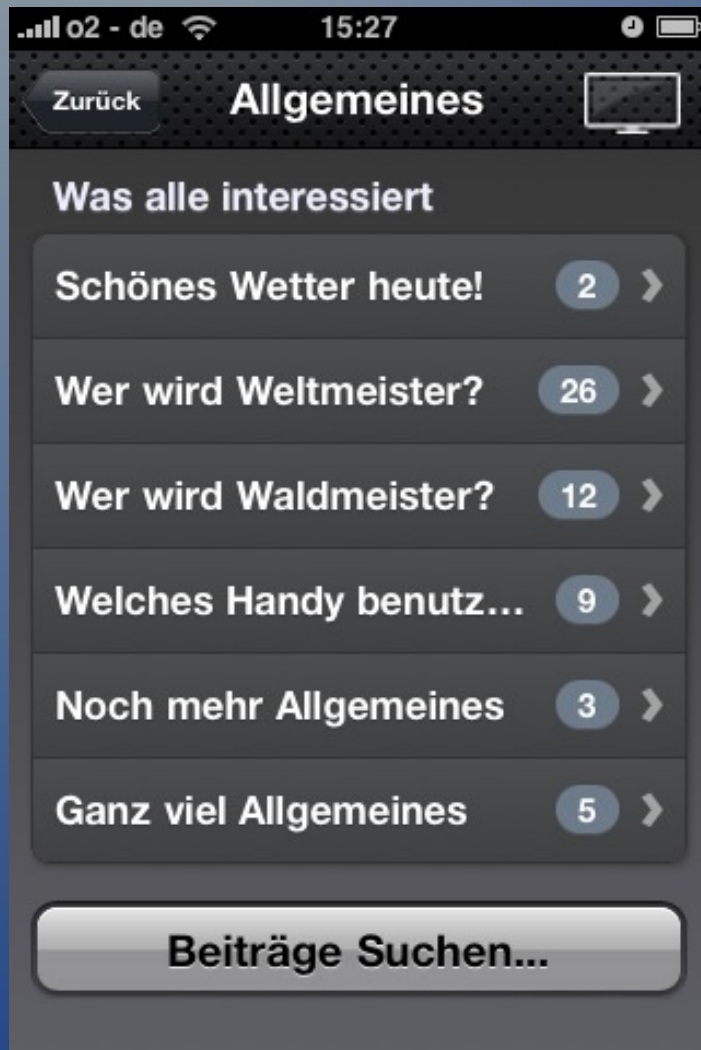 o2 - de 15:27
Zurück Allgemeines
Was alle interessiert
Schönes Wetter heute! 2
Wer wird Weltmeister? 26
Wer wird Waldmeister? 12
Welches Handy benutz... 9
Noch mehr Allgemeines 3
Ganz viel Allgemeines 5
Beiträge Suchen...